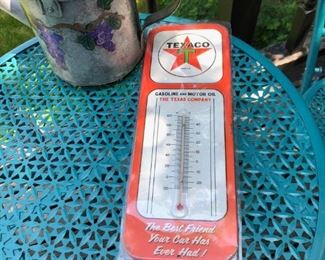 TEXACO
T
GASOLINE AND MOTOR OIL
THE TEXAS COMPANY
The Best Friend
Your Car Has
Ever Had!